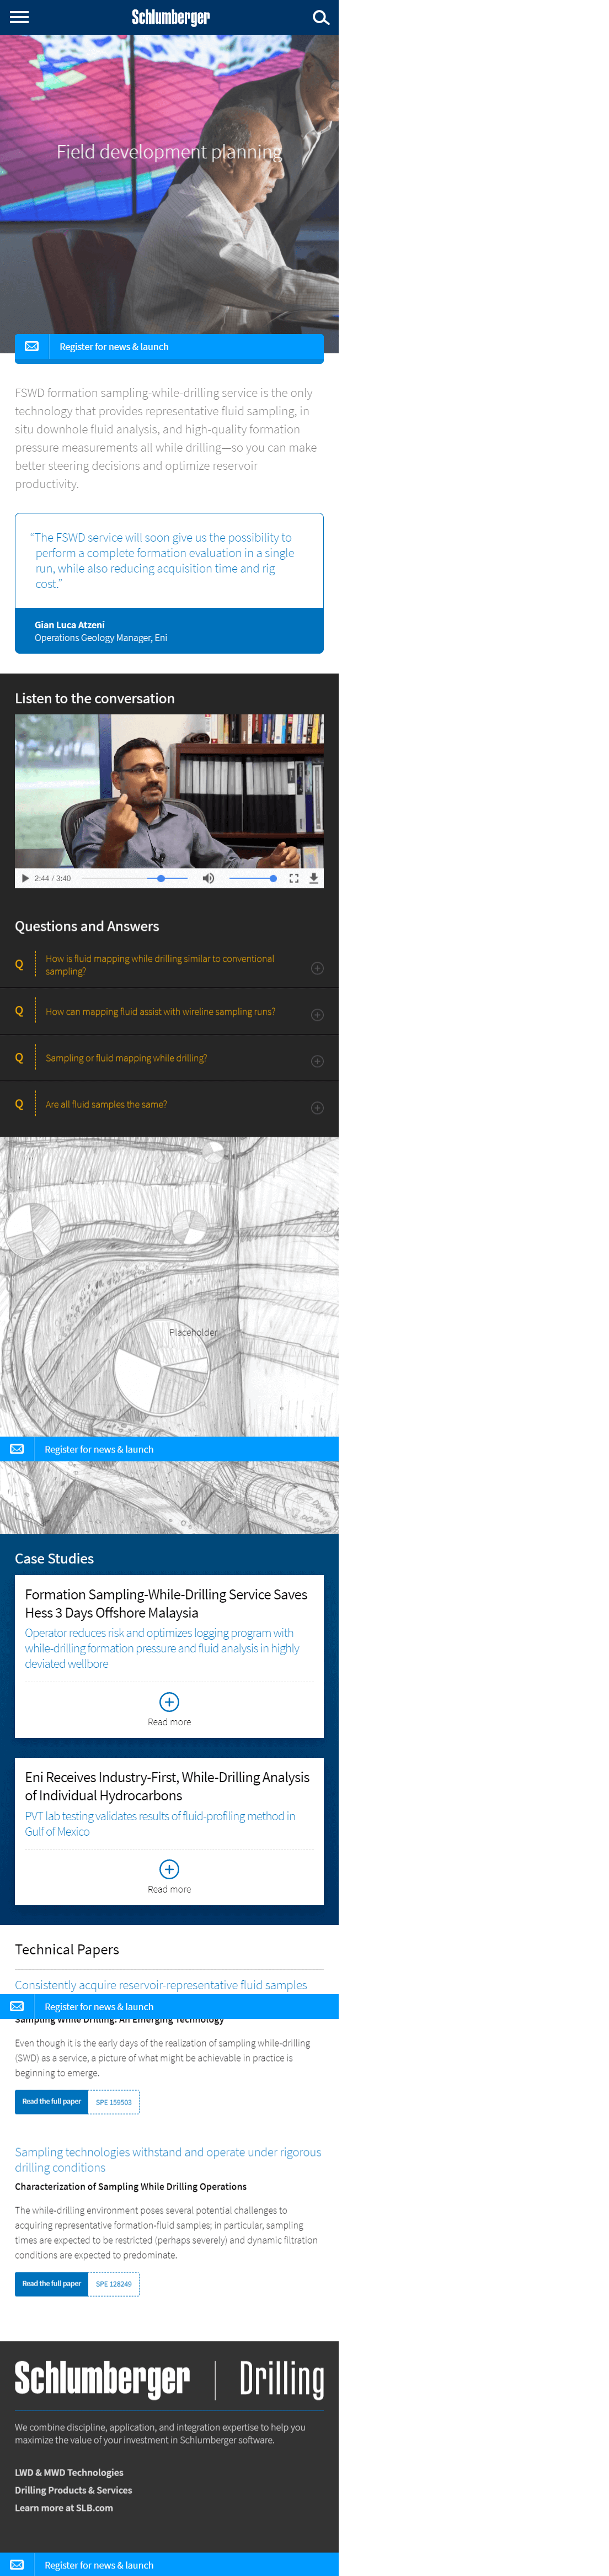 Schlumberger
Field development planning
Register for news & launch
FSWD formation sampling-while-drilling service is the only
technology that provides representative fluid sampling, in
situ downhole fluid analysis, and high-quality formation
pressure measurements all while drilling—so you can make
better steering decisions and optimize reservoir
productivity.
“The FSWD service will soon give us the possibility to
perform a complete formation evaluation in a single
run, while also reducing acquisition time and rig
cost.”
Gian Luca Atzeni
Operations Geology Manager, Eni
Listen to the conversation
2:44 / 3:40
Questions and Answers
Q
How is fluid mapping while drilling similar to conventional
sampling?
Q
How can mapping fluid assist with wireline sampling runs?
Q
Sampling or fluid mapping while drilling?
Q
Are all fluid samples the same?
Placeholder
Register for news & launch
Case Studies
Formation Sampling-While-Drilling Service Saves
Hess 3 Days Offshore Malaysia
Operator reduces risk and optimizes logging program with
while-drilling formation pressure and fluid analysis in highly
deviated wellbore
Read more
Eni Receives Industry-First, While-Drilling Analysis
of Individual Hydrocarbons
PVT lab testing validates results of fluid-profiling method in
Gulf of Mexico
Read more
Technical Papers
Consistently acquire reservoir-representative fluid samples
Register for news & launch
Sampling While Drilling: An Emerging Technology
Even though it is the early days of the realization of sampling while-drilling
(SWD) as a service, a picture of what might be achievable in practice is
beginning to emerge.
Read the full paper SPE 159503
Sampling technologies withstand and operate under rigorous
drilling conditions
Characterization of Sampling While Drilling Operations
The while-drilling environment poses several potential challenges to
acquiring representative formation-fluid samples; in particular, sampling
times are expected to be restricted (perhaps severely) and dynamic filtration
conditions are expected to predominate.
Read the full paper SPE 128249
Schlumberger Drilling
We combine discipline, application, and integration expertise to help you
maximize the value of your investment in Schlumberger software.
LWD & MWD Technologies
Drilling Products & Services
Learn more at SLB.com
Register for news & launch